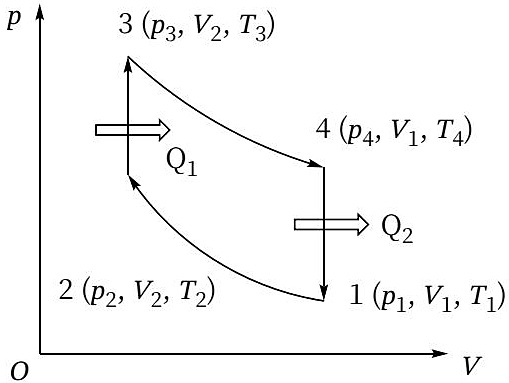 p
3 (p₃, V₂, T₃)
4 (p₄, V₁, T₄)
Q₁
Q₂
2 (p₂, V₂, T₂)
1 (p₁, V₁, T₁)
O
V